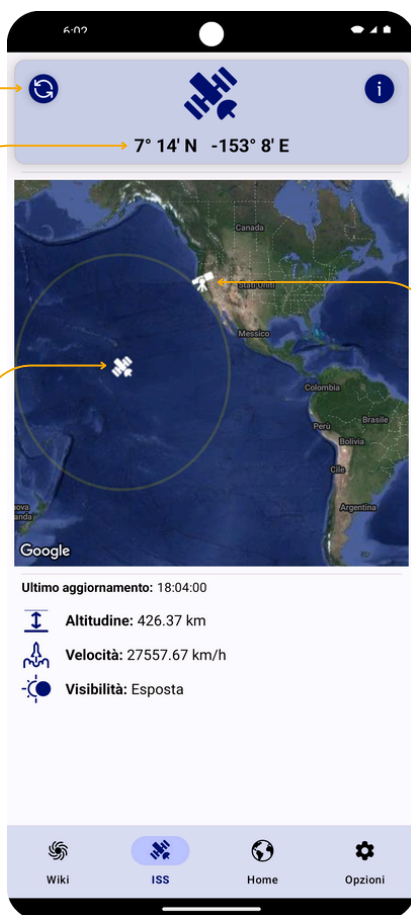 6:02
i
7° 14' N -153° 8' E
Canada
Stati Uniti
Messico
Colombia
Perù
Brasile
Bolivia
Cile
Argentina
Google
Ultimo aggiornamento: 18:04:00
Altitudine: 426.37 km
Velocità: 27557.67 km/h
Visibilità: Esposta
Wiki
ISS
Home
Opzioni